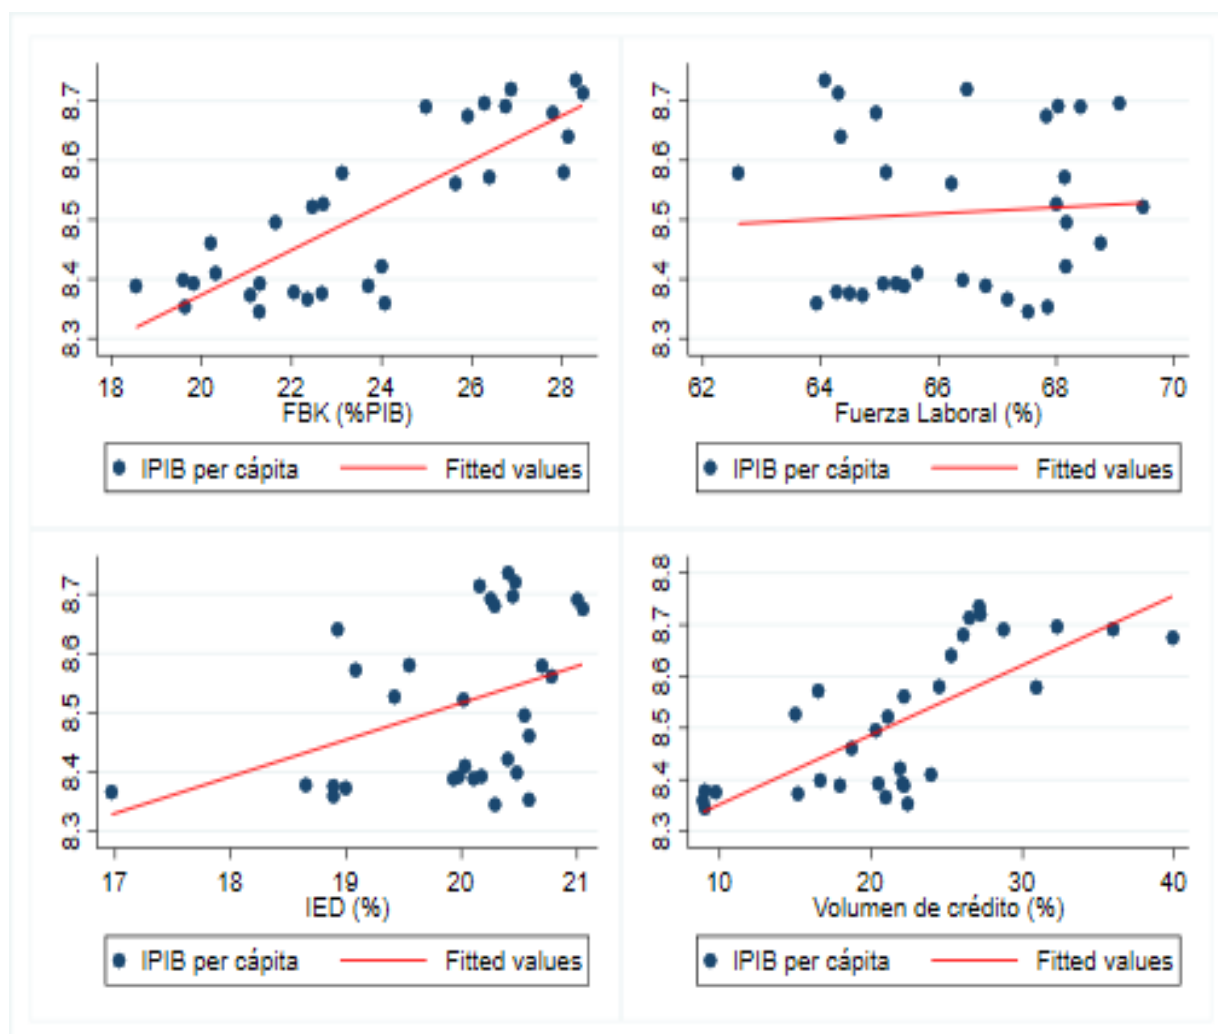 8.7
8.6
8.5
8.4
8.3
18 20 22 24 26 28
FBK (%PIB)
IPIB per cápita Fitted values
8.7
8.6
8.5
8.4
8.3
62 64 66 68 70
Fuerza Laboral (%)
IPIB per cápita Fitted values
8.7
8.6
8.5
8.4
8.3
17 18 19 20 21
IED (%)
IPIB per cápita Fitted values
8.8
8.7
8.6
8.5
8.4
8.3
10 20 30 40
Volumen de crédito (%)
IPIB per cápita Fitted values